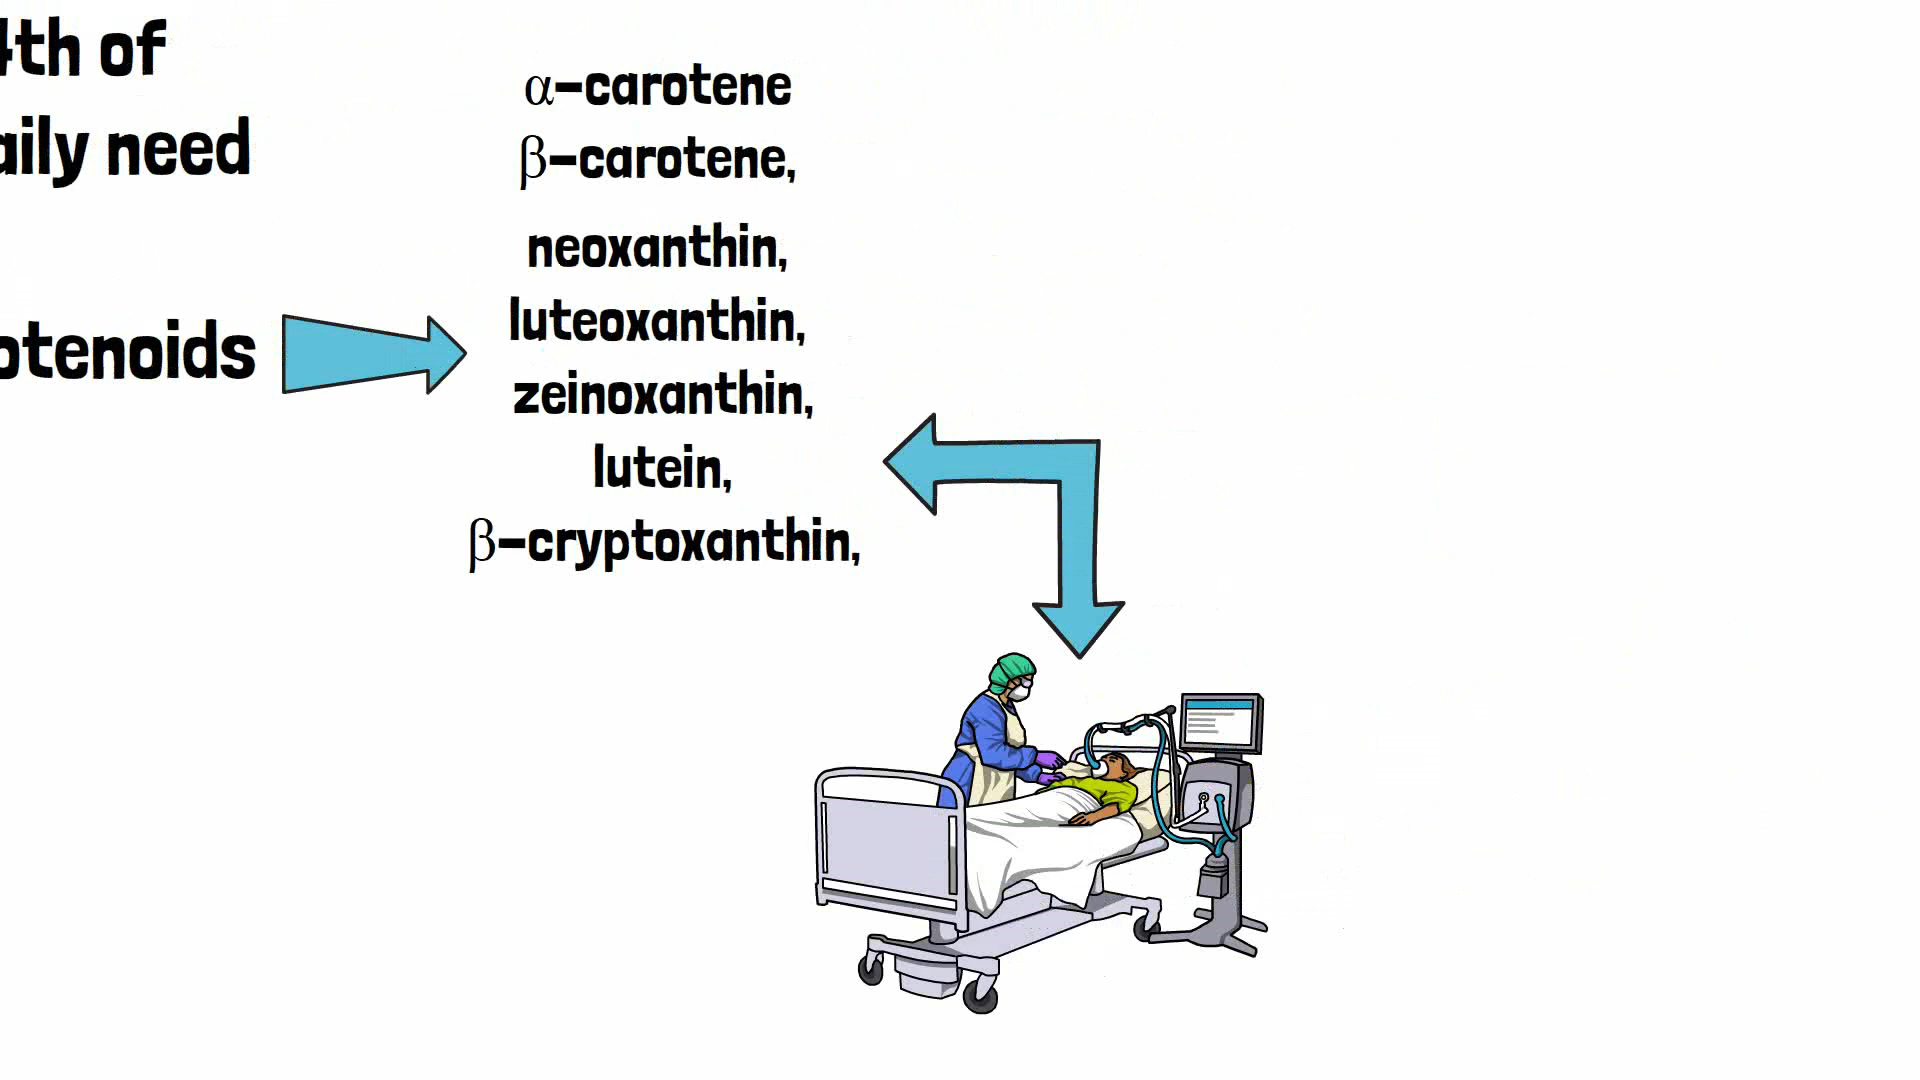 4th of
aily need
otenoids
α-carotene
β-carotene,
neoxanthin,
luteoxanthin,
zeinoxanthin,
lutein,
β-cryptoxanthin,